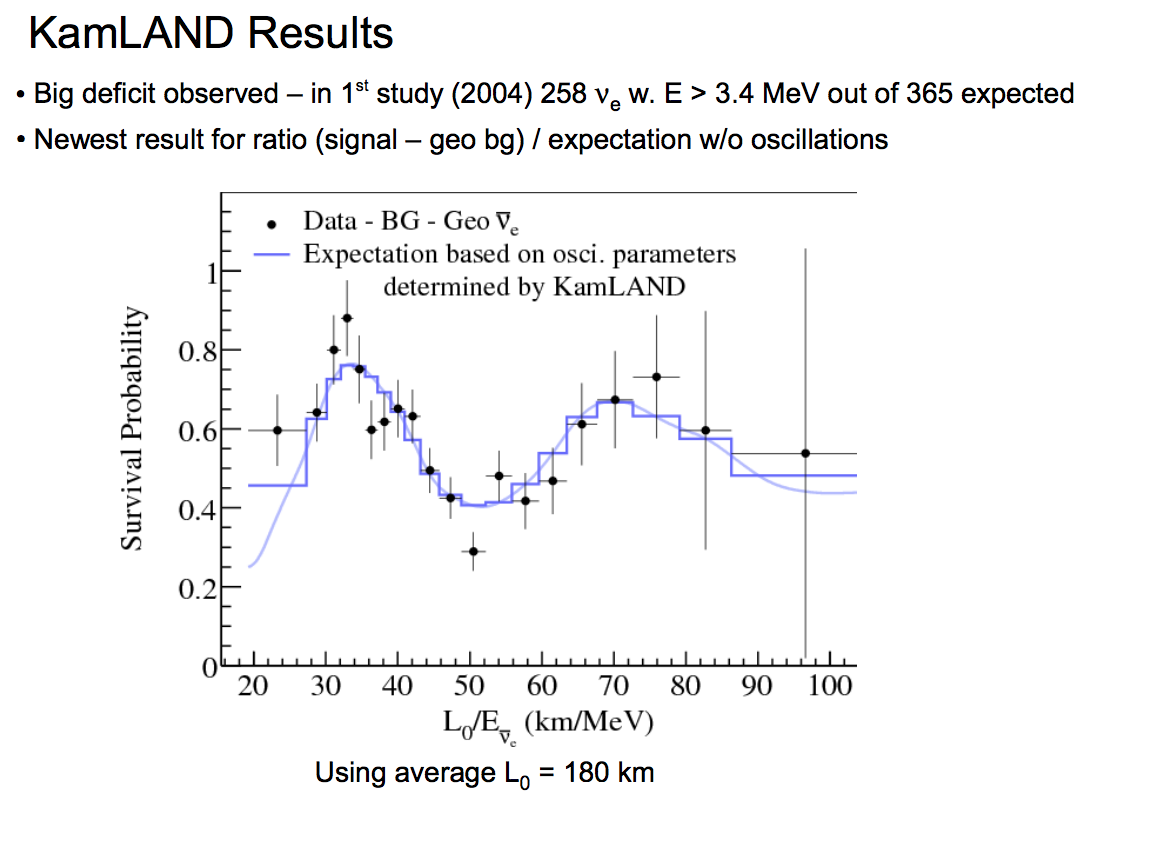 KamLAND Results
• Big deficit observed – in 1st study (2004) 258 νe w. E > 3.4 MeV out of 365 expected
• Newest result for ratio (signal – geo bg) / expectation w/o oscillations
Data - BG - Geo ν̅e
Expectation based on osci. parameters
determined by KamLAND
Survival Probability
1
0.8
0.6
0.4
0.2
0
20 30 40 50 60 70 80 90 100
L0/Eν̅e (km/MeV)
Using average L0 = 180 km